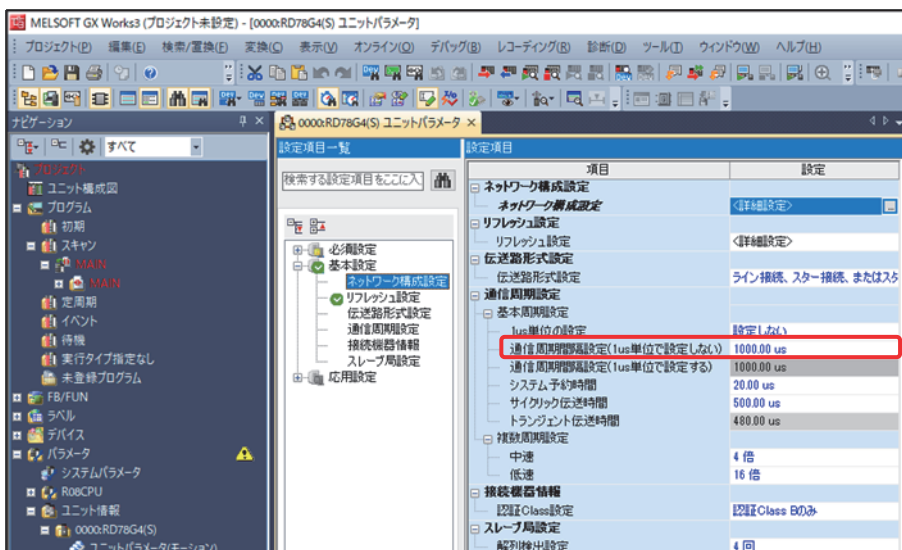 MELSOFT GX Works3 (プロジェクト未設定) - [0000:RD78G4(S) ユニットパラメータ]
プロジェクト(P) 編集(E) 検索/置換(F) 変換(C) 表示(V) オンライン(O) デバッグ(B) レコーディング(R) 診断(D) ツール(T) ウィンドウ(W) ヘルプ(H)
ナビゲーション
0000:RD78G4(S) ユニットパラメータ
すべて
プロジェクト
ユニット構成図
プログラム
初期
スキャン
MAIN
MAIN
定周期
イベント
待機
実行タイプ指定なし
未登録プログラム
FB/FUN
ラベル
デバイス
パラメータ
システムパラメータ
R08CPU
ユニット情報
0000:RD78G4(S)
ユニットパラメータ(モーション)
設定項目一覧
検索する設定項目をここに入
必須設定
基本設定
ネットワーク構成設定
リフレッシュ設定
伝送路形式設定
通信周期設定
接続機器情報
スレーブ局設定
応用設定
設定項目
項目 設定
ネットワーク構成設定
ネットワーク構成設定 <詳細設定>
リフレッシュ設定
リフレッシュ設定 <詳細設定>
伝送路形式設定
伝送路形式設定 ライン接続、スター接続、またはスタ
通信周期設定
基本周期設定
1us単位の設定 設定しない
通信周期間隔設定(1us単位で設定しない) 1000.00 us
通信周期間隔設定(1us単位で設定する) 1000.00 us
システム予約時間 20.00 us
サイクリック伝送時間 500.00 us
トランジェント伝送時間 480.00 us
複数周期設定
中速 4 倍
低速 16 倍
接続機器情報
認証Class設定 認証Class Bのみ
スレーブ局設定
解列検出設定 4 回